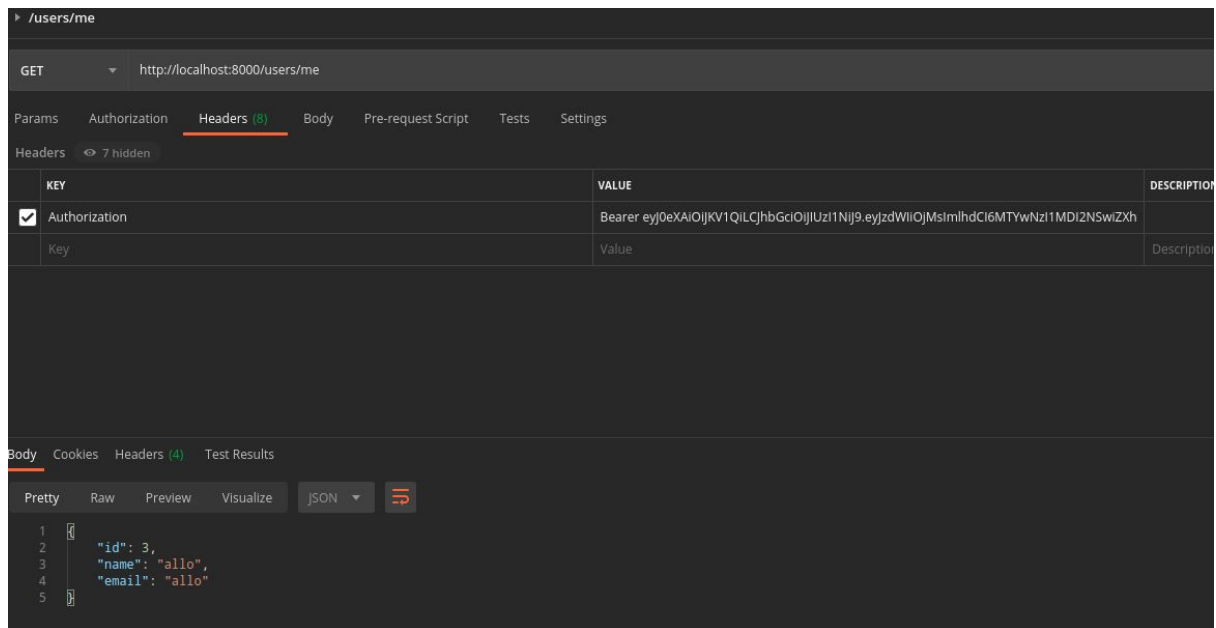 /users/me
GET http://localhost:8000/users/me
Params Authorization Headers (8) Body Pre-request Script Tests Settings
Headers 7 hidden
KEY VALUE DESCRIPTION
Authorization Bearer eyJ0eXAiOiJKV1QiLCJhbGciOiJIUzI1NiJ9.eyJzdWIiOjMsImlhdCI6MTYwNzI1MDI2NSwiZXh
Key Value Description
Body Cookies Headers (4) Test Results
Pretty Raw Preview Visualize JSON
1 {
2 "id": 3,
3 "name": "allo",
4 "email": "allo"
5 }